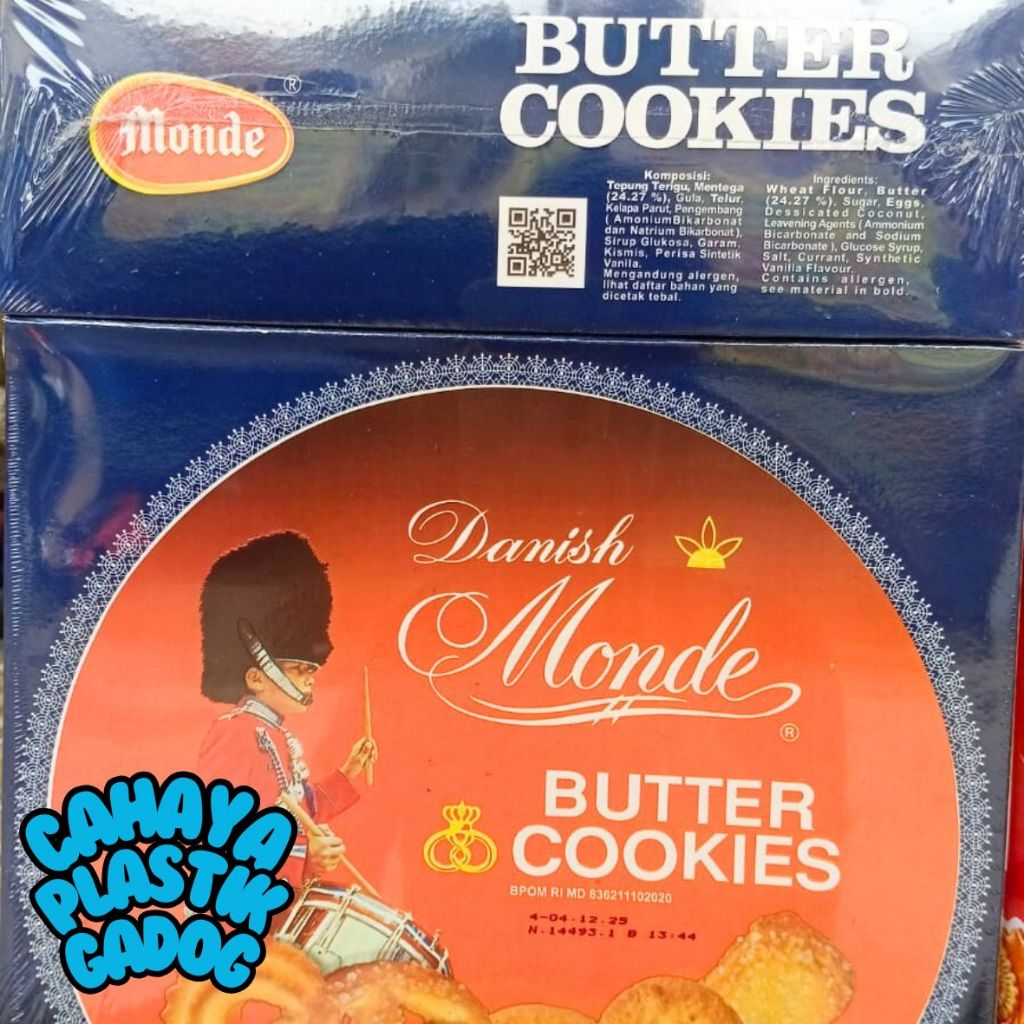 BUTTER
COOKIES
Monde ®
Komposisi:
Tepung Terigu, Mentega
(24.27 %), Gula, Telur,
Kelapa Parut, Pengembang
( AmoniumBikarbonat
dan Natrium Bikarbonat),
Sirup Glukosa, Garam,
Kismis, Perisa Sintetik
Vanila.
Mengandung alergen,
lihat daftar bahan yang
dicetak tebal.
Ingredients:
Wheat Flour, Butter
(24.27 %), Sugar, Eggs,
Dessicated Coconut,
Leavening Agents ( Ammonium
Bicarbonate and Sodium
Bicarbonate ), Glucose Syrup,
Salt, Currant, Synthetic
Vanilla Flavour.
Contains allergen,
see material in bold.
Danish
Monde
®
BUTTER
COOKIES
BPOM RI MD 836211102020
4-04.12.25
N.14493.1 B 13:44
CAHAYA
PLASTIK
GADOG